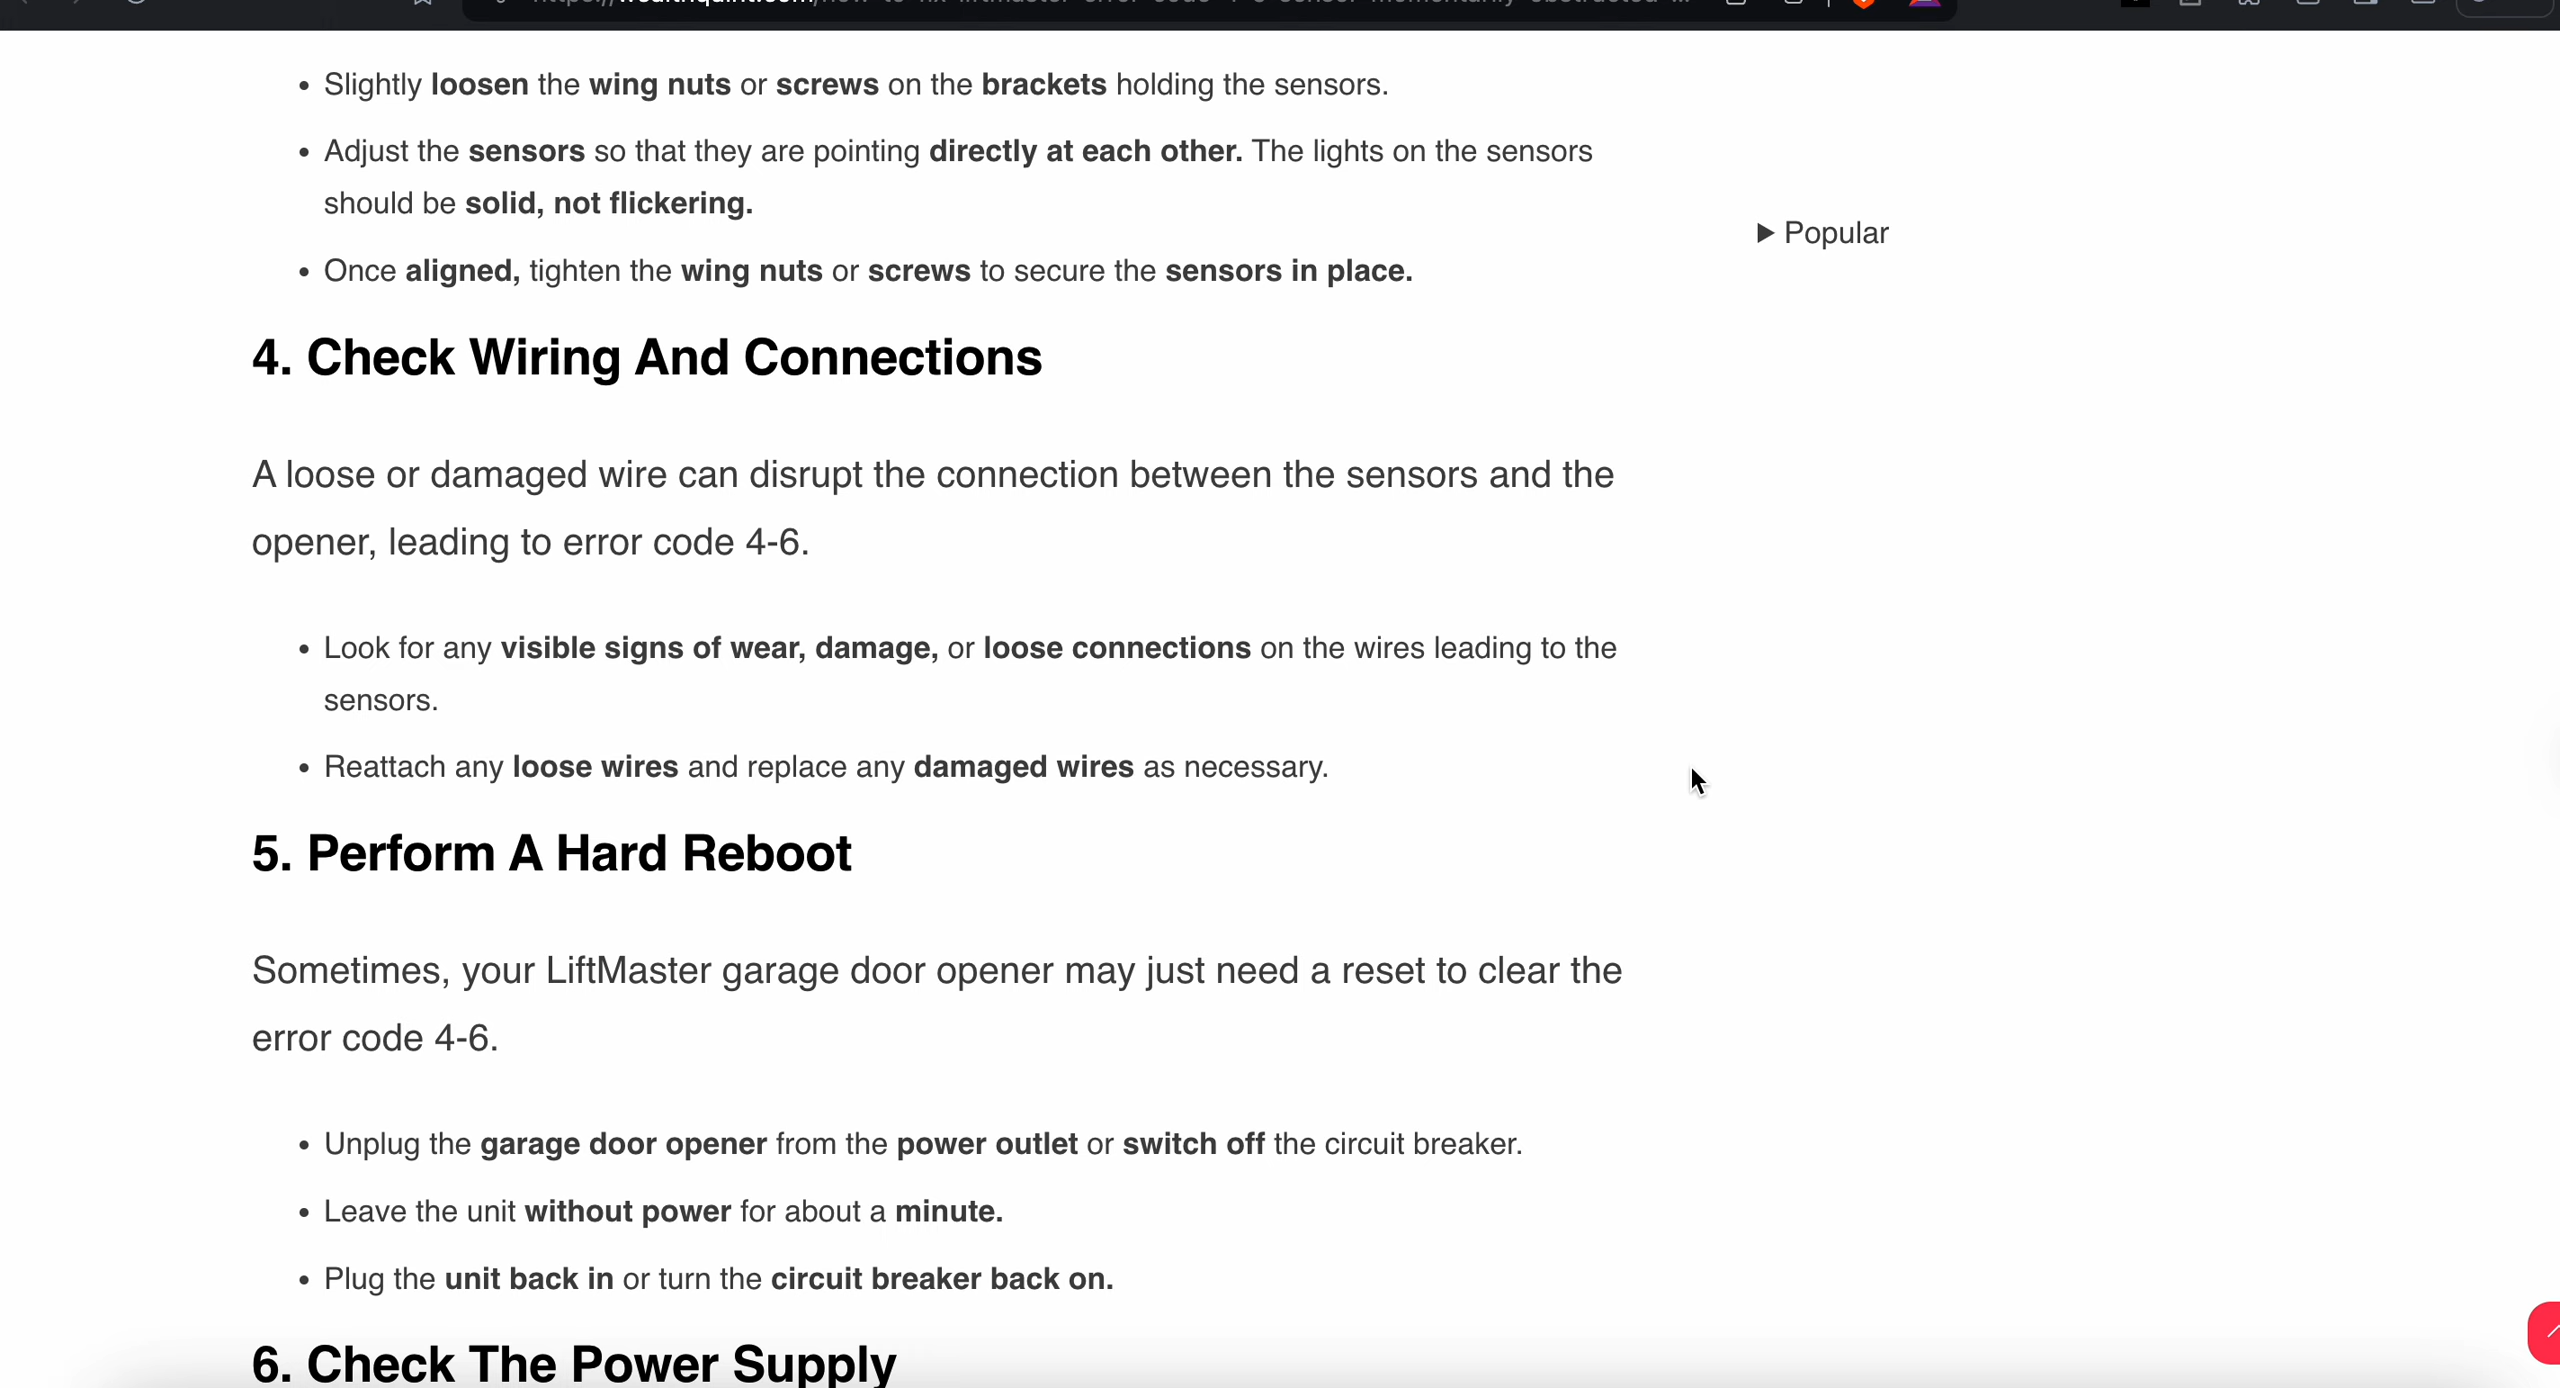 Slightly loosen the wing nuts or screws on the brackets holding the sensors.
Adjust the sensors so that they are pointing directly at each other. The lights on the sensors
should be solid, not flickering.
Popular
Once aligned, tighten the wing nuts or screws to secure the sensors in place.
4. Check Wiring And Connections
A loose or damaged wire can disrupt the connection between the sensors and the
opener, leading to error code 4-6.
Look for any visible signs of wear, damage, or loose connections on the wires leading to the
sensors.
Reattach any loose wires and replace any damaged wires as necessary.
5. Perform A Hard Reboot
Sometimes, your LiftMaster garage door opener may just need a reset to clear the
error code 4-6.
Unplug the garage door opener from the power outlet or switch off the circuit breaker.
Leave the unit without power for about a minute.
Plug the unit back in or turn the circuit breaker back on.
6. Check The Power Supply